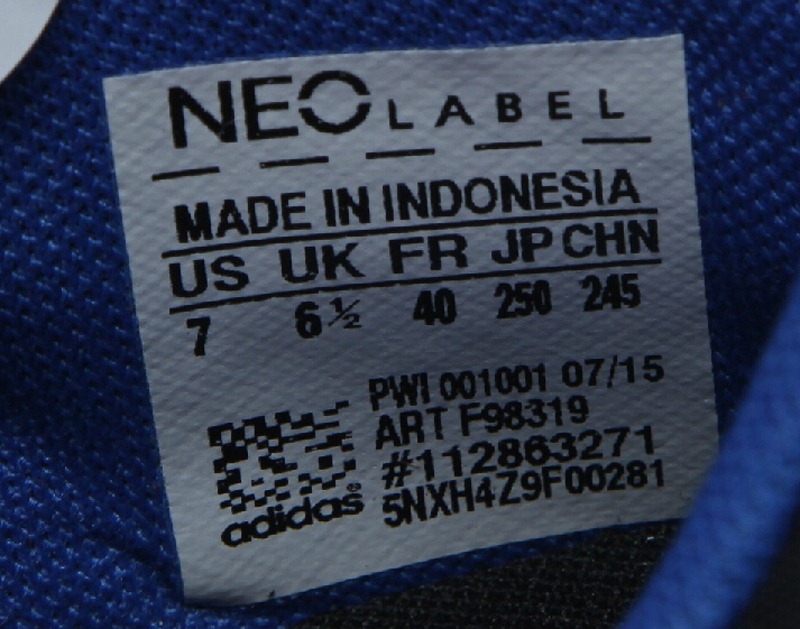 NEO LABEL
MADE IN INDONESIA
US UK FR JP CHN
7 6½ 40 250 245
PWI 001001 07/15
ART F98319
#112863271
5NXH4Z9F00281
adidas®